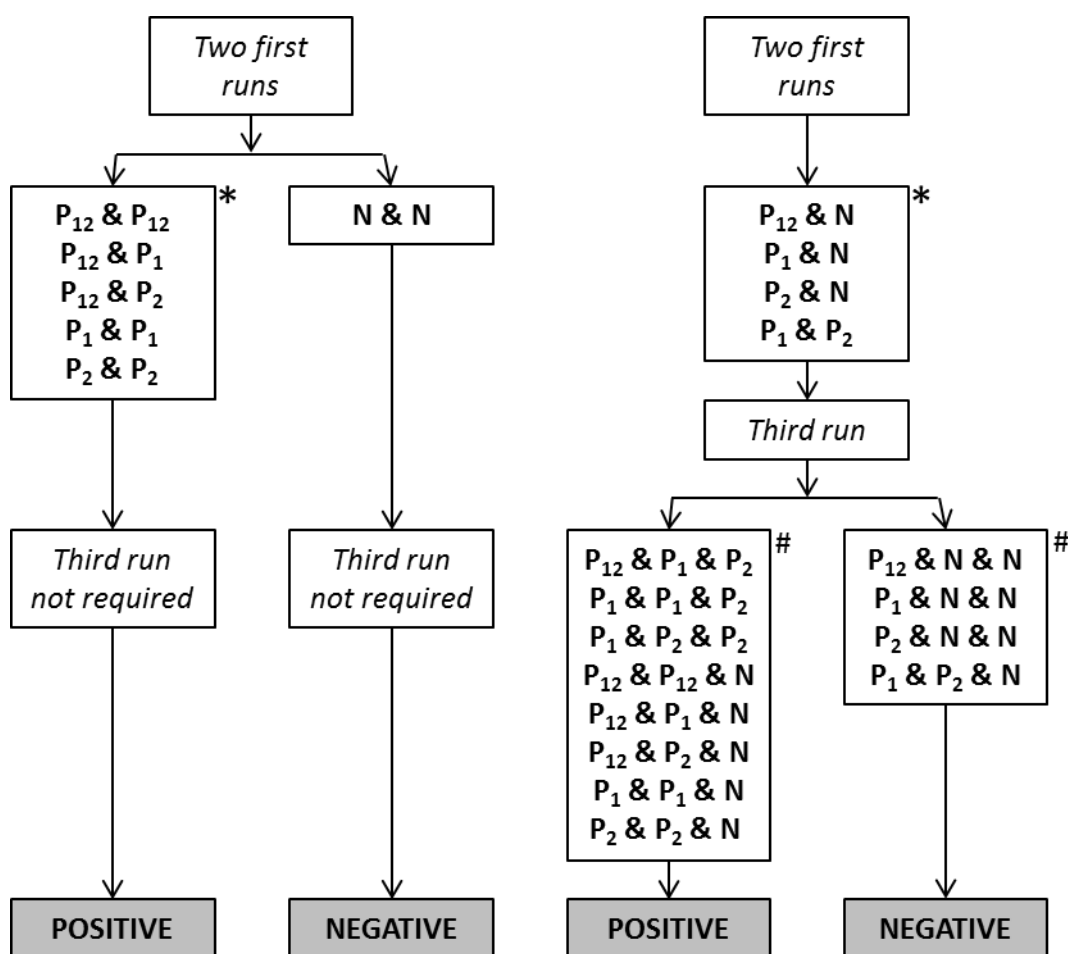 Two first
runs
P₁₂ & P₁₂
P₁₂ & P₁
P₁₂ & P₂
P₁ & P₁
P₂ & P₂
*
N & N
Third run
not required
Third run
not required
POSITIVE
NEGATIVE
Two first
runs
P₁₂ & N
P₁ & N
P₂ & N
P₁ & P₂
*
Third run
P₁₂ & P₁ & P₂
P₁ & P₁ & P₂
P₁ & P₂ & P₂
P₁₂ & P₁₂ & N
P₁₂ & P₁ & N
P₁₂ & P₂ & N
P₁ & P₁ & N
P₂ & P₂ & N
#
P₁₂ & N & N
P₁ & N & N
P₂ & N & N
P₁ & P₂ & N
#
POSITIVE
NEGATIVE